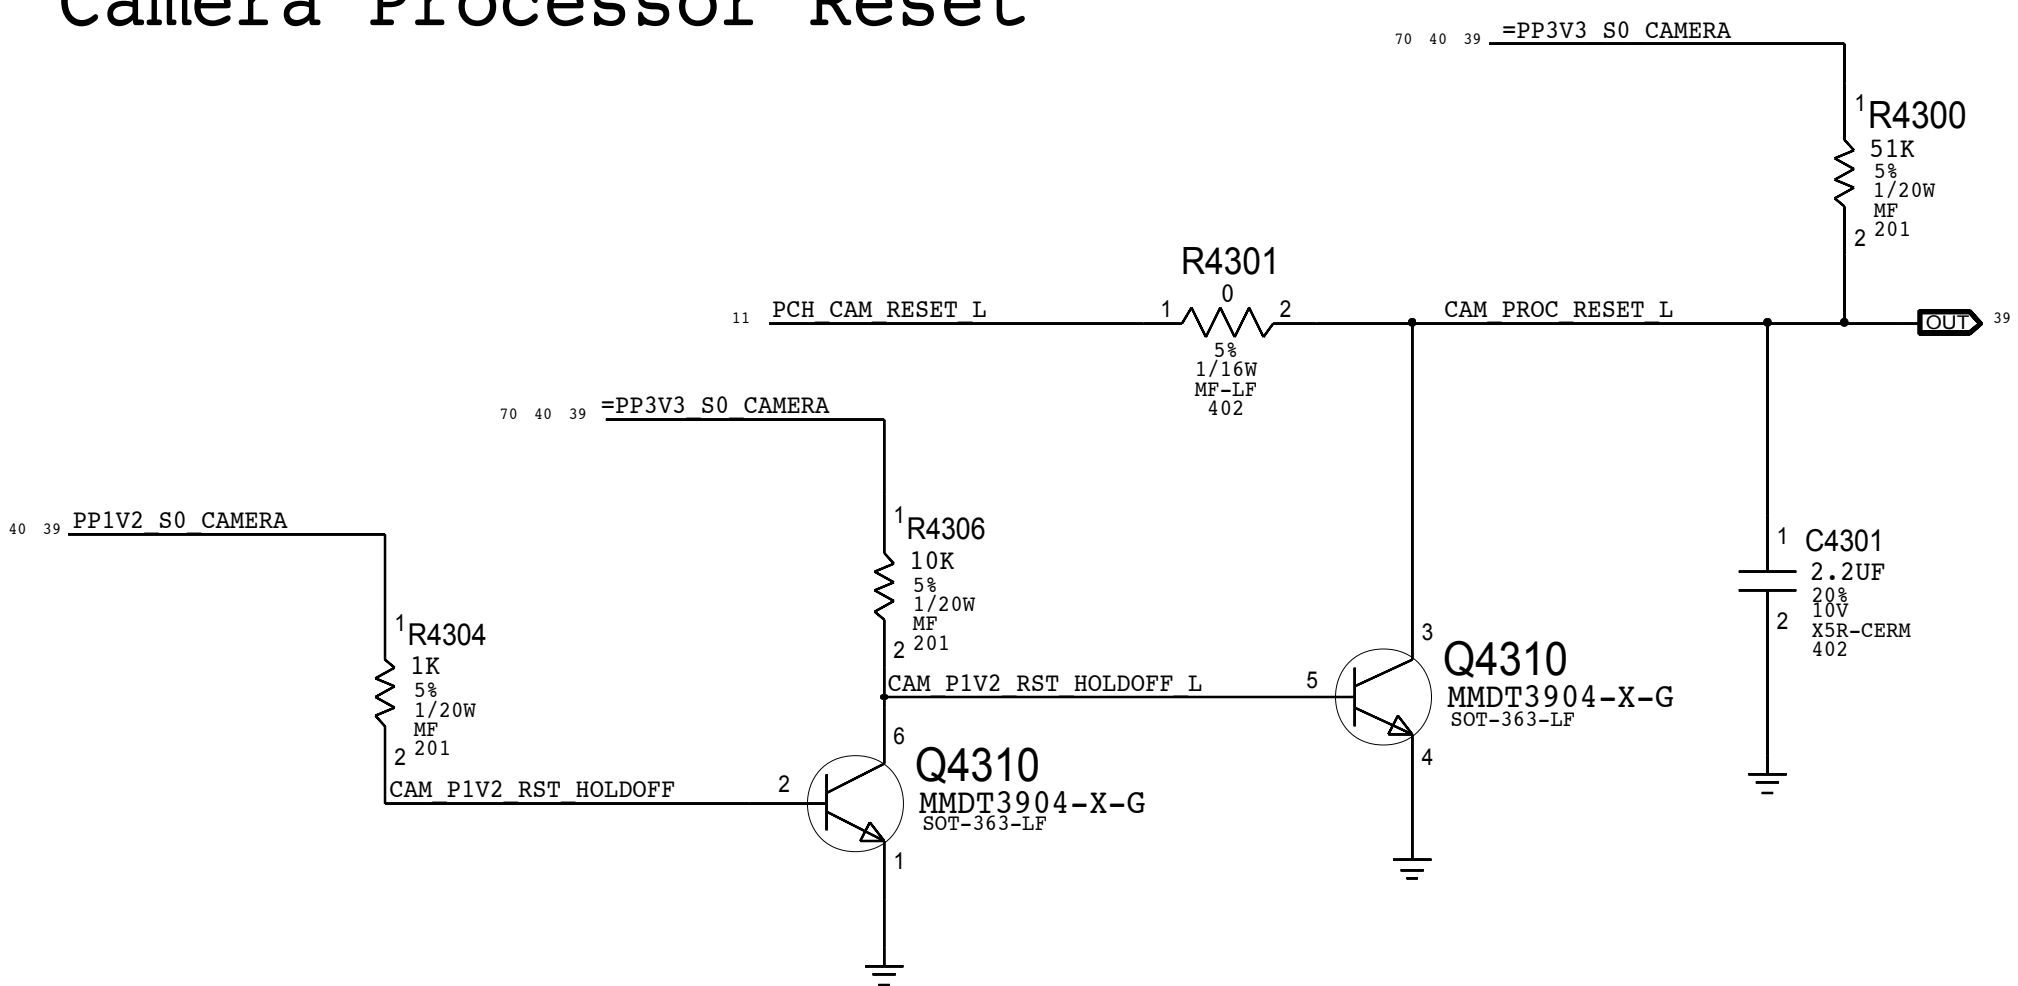 Camera Processor Reset
70 40 39 =PP3V3_S0_CAMERA
1
R4300
51K
5%
1/20W
MF
201
2
R4301
0
11 PCH_CAM_RESET_L 1 2 CAM_PROC_RESET_L OUT 39
5%
1/16W
MF-LF
402
70 40 39 =PP3V3_S0_CAMERA
40 39 PP1V2_S0_CAMERA
1
R4306
10K
5%
1/20W
MF
201
2
1 C4301
2.2UF
20%
10V
2 X5R-CERM
402
1
R4304
1K
5%
1/20W
MF
201
2
CAM_P1V2_RST_HOLDOFF_L 5
3
Q4310
MMDT3904-X-G
SOT-363-LF
4
6
Q4310
MMDT3904-X-G
SOT-363-LF
CAM_P1V2_RST_HOLDOFF 2
1